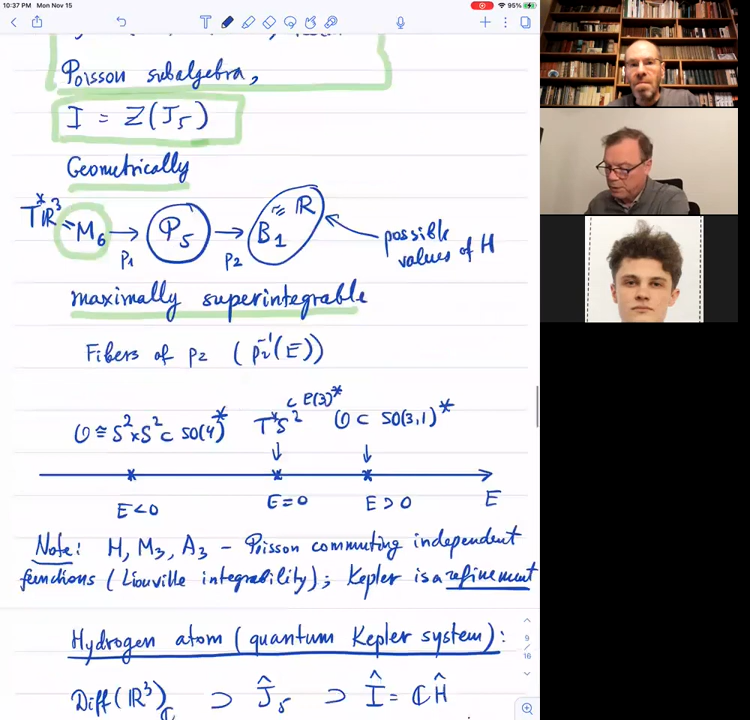 10:37 PM Mon Nov 15
95%
Poisson subalgebra,
I = Z(J₅)
Geometrically
T*ℝ³ = M₆ → P₅ → B₁ ≈ ℝ
p₁ p₂
possible
values of H
maximally superintegrable
Fibers of p₂ (p₂⁻¹(E))
O ≅ S²×S² ⊂ so(4)* T*S² ⊂ e(3)* O ⊂ so(3,1)*
E<0 E=0 E>0 E
Note: H, M₃, A₃ – Poisson commuting independent
functions (Liouville integrability); Kepler is a refinement
Hydrogen atom (quantum Kepler system):
Diff(ℝ³)_ℂ ⊃ Ĵ₅ ⊃ Î = ℂĤ
9
16